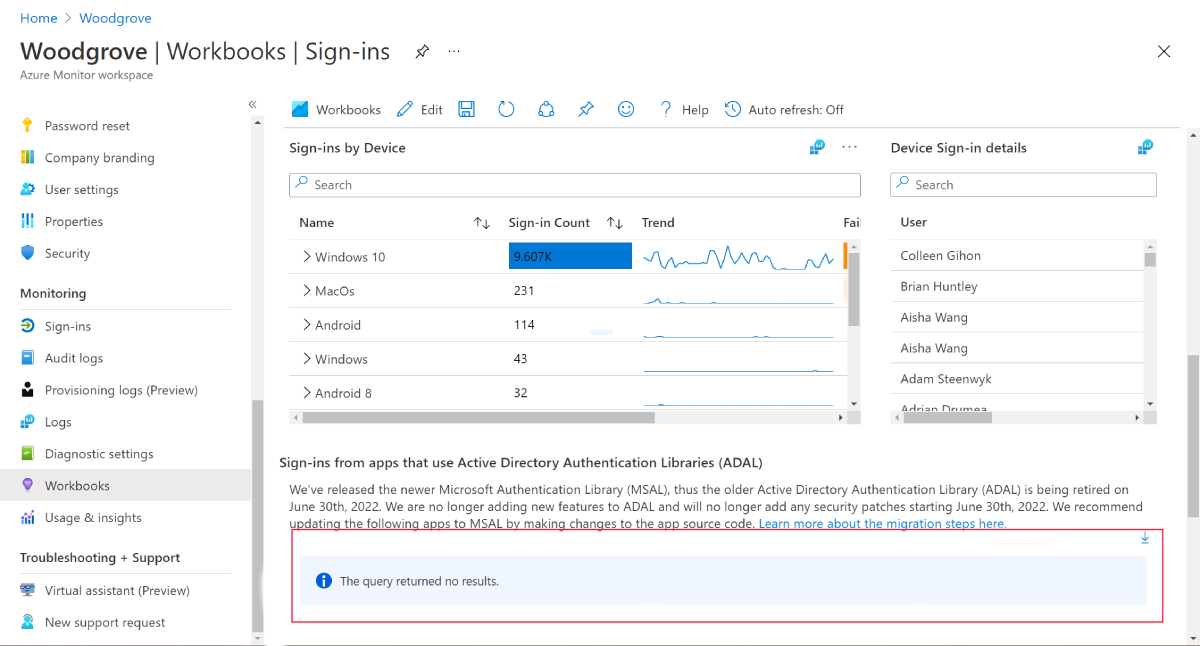 Home > Woodgrove
Woodgrove | Workbooks | Sign-ins ...
Azure Monitor workspace
«
Password reset
Company branding
User settings
Properties
Security
Monitoring
Sign-ins
Audit logs
Provisioning logs (Preview)
Logs
Diagnostic settings
Workbooks
Usage & insights
Troubleshooting + Support
Virtual assistant (Preview)
New support request
Workbooks Edit ? Help Auto refresh: Off
Sign-ins by Device ...
Search
Name ↑↓ Sign-in Count ↑↓ Trend Fai
> Windows 10 9.607K
> MacOs 231
> Android 114
> Windows 43
> Android 8 32
Device Sign-in details
Search
User
Colleen Gihon
Brian Huntley
Aisha Wang
Aisha Wang
Adam Steenwyk
Adrian Drumea
Sign-ins from apps that use Active Directory Authentication Libraries (ADAL)
We've released the newer Microsoft Authentication Library (MSAL), thus the older Active Directory Authentication Library (ADAL) is being retired on
June 30th, 2022. We are no longer adding new features to ADAL and will no longer add any security patches starting June 30th, 2022. We recommend
updating the following apps to MSAL by making changes to the app source code. Learn more about the migration steps here.
The query returned no results.